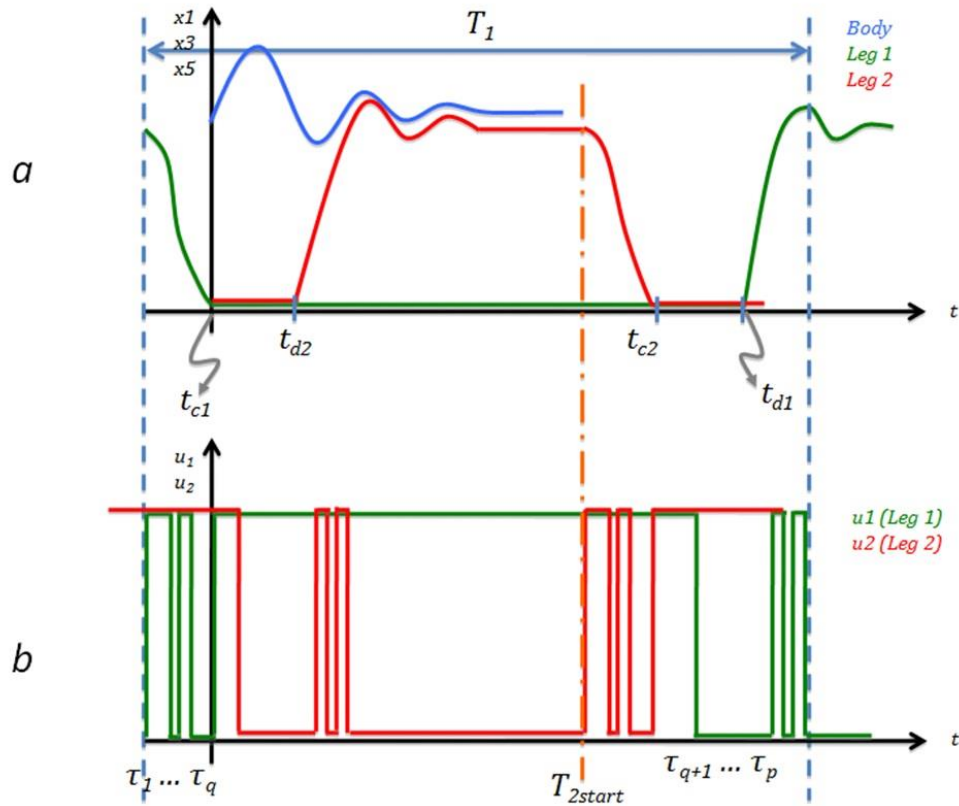 x1
x3
x5
T1
Body
Leg 1
Leg 2
a
t
td2
tc2
tc1
td1
u1
u2
u1 (Leg 1)
u2 (Leg 2)
b
t
τ1 ... τq
T2start
τq+1 ... τp